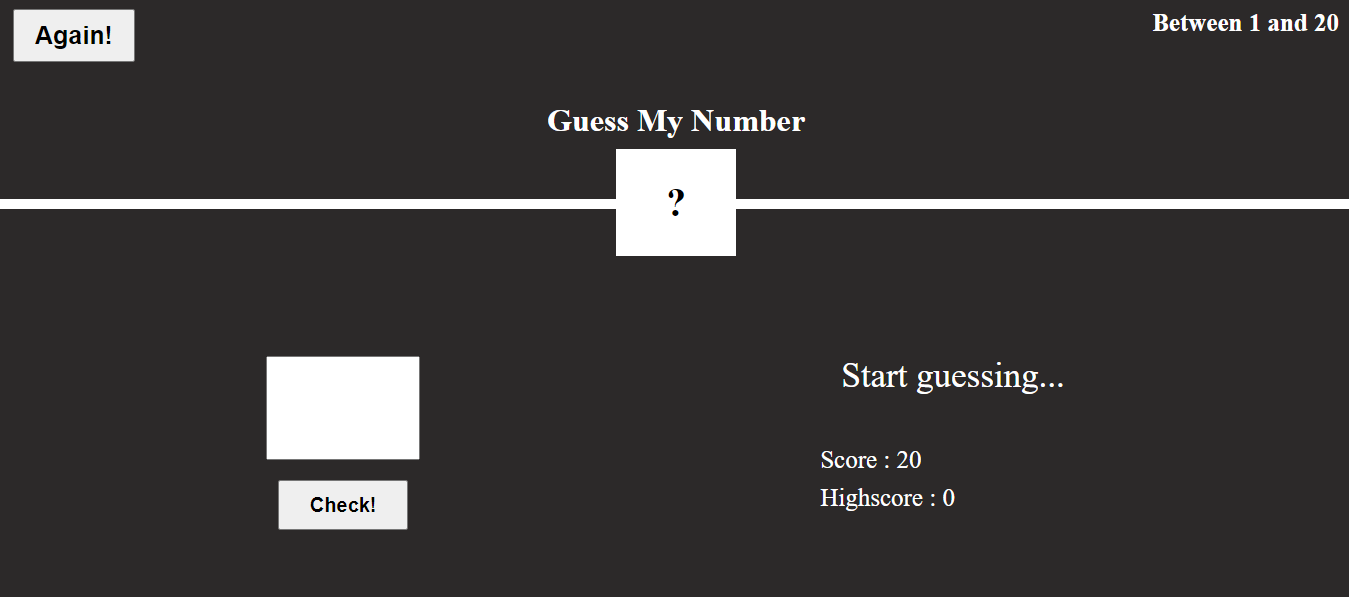 Again!
Between 1 and 20
Guess My Number
?
Start guessing...
Score : 20
Highscore : 0
Check!